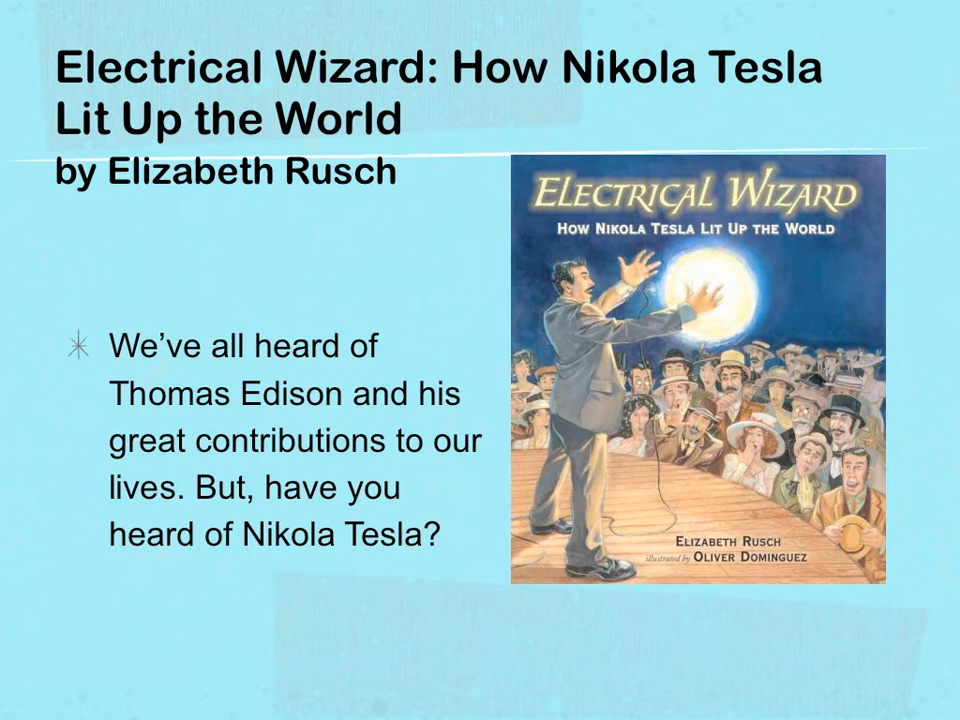 Electrical Wizard: How Nikola Tesla
Lit Up the World
by Elizabeth Rusch
ELECTRICAL WIZARD
HOW NIKOLA TESLA LIT UP THE WORLD
We’ve all heard of
Thomas Edison and his
great contributions to our
lives. But, have you
heard of Nikola Tesla?
ELIZABETH RUSCH
illustrated by OLIVER DOMINGUEZ